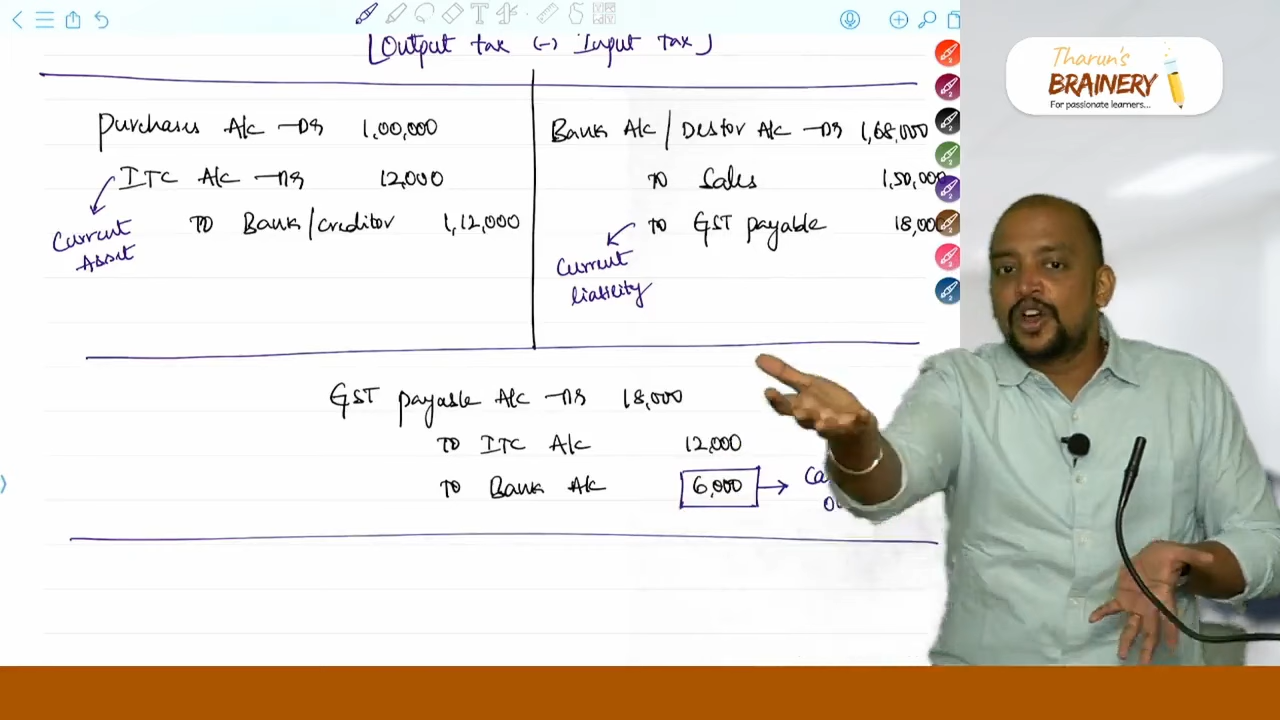 [Output tax (-) Input tax]
Purchases A/c —Dr 1,00,000
ITC A/c —Dr 12,000
To Bank/creditor 1,12,000
Current Asset
Bank A/c / Debtor A/c —Dr 1,68,000
To Sales 1,50,000
To GST payable 18,00
Current liability
GST payable A/c —Dr 18,000
To ITC A/c 12,000
To Bank A/c 6,000 → Ca
Tharun's
BRAINERY
For passionate learners...